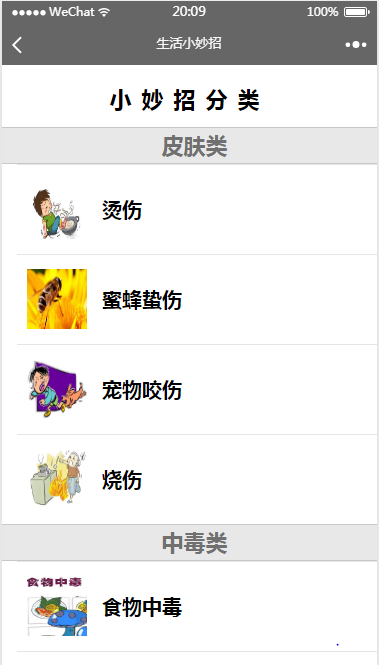 WeChat 20:09 100%
生活小妙招
小妙招分类
皮肤类
烫伤
蜜蜂蛰伤
宠物咬伤
烧伤
中毒类
食物中毒
食物中毒